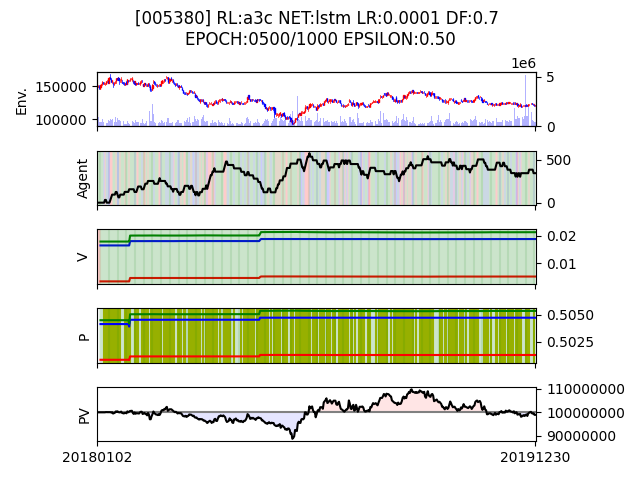 [005380] RL:a3c NET:lstm LR:0.0001 DF:0.7
EPOCH:0500/1000 EPSILON:0.50
1e6
Env.
150000
100000
5
0
Agent
500
0
V
0.02
0.01
P
0.5050
0.5025
PV
110000000
100000000
90000000
20180102
20191230